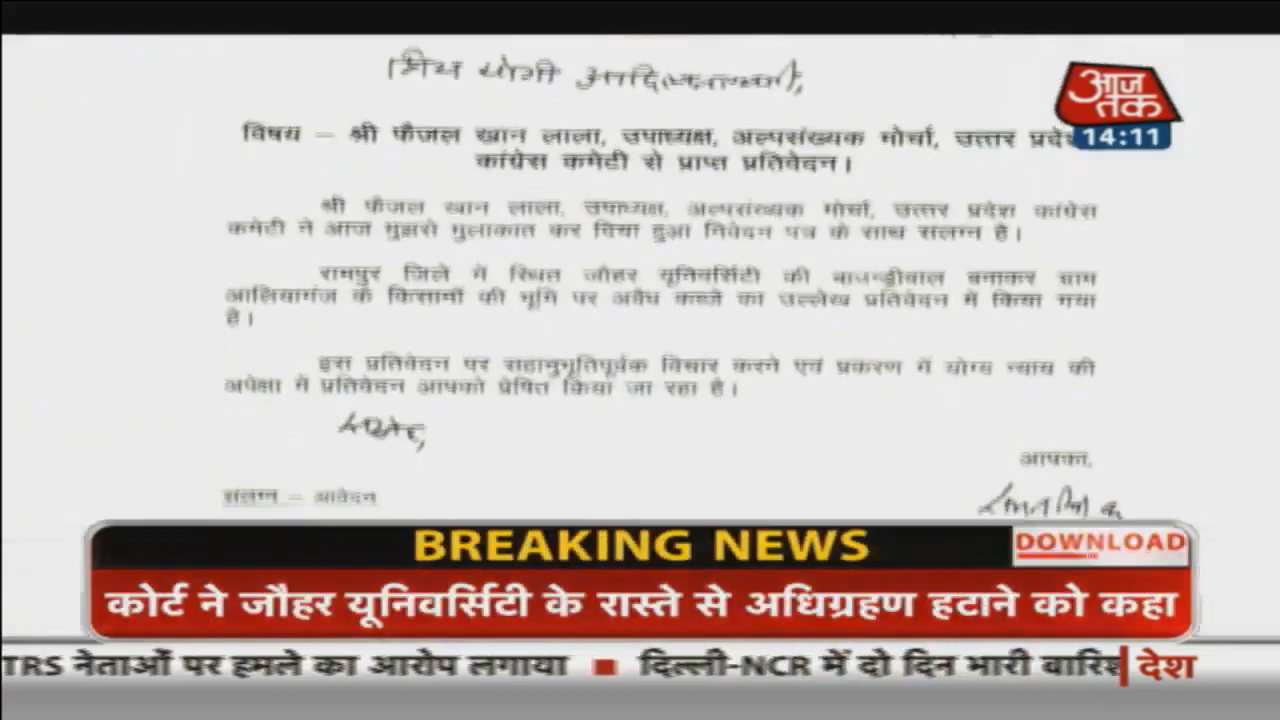 प्रिय योगी आदित्यनाथजी,
आज
तक
14:11
विषय – श्री फैजल खान लाला, उपाध्यक्ष, अल्पसंख्यक मोर्चा, उत्तर प्रदेश
कांग्रेस कमेटी से प्राप्त प्रतिवेदन।
श्री फैजल खान लाला, उपाध्यक्ष, अल्पसंख्यक मोर्चा, उत्तर प्रदेश कांग्रेस
कमेटी ने आज मुझसे मुलाकात कर दिया हुआ निवेदन पत्र के साथ संलग्न है।
रामपुर जिले में स्थित जौहर यूनिवर्सिटी की बाउन्ड्रीवाल बनाकर ग्राम
आलियागंज के किसानों की भूमि पर अवैध कब्जे का उल्लेख प्रतिवेदन में किया गया
है।
इस प्रतिवेदन पर सहानुभूतिपूर्वक विचार करने एवं प्रकरण में योग्य न्याय की
अपेक्षा में प्रतिवेदन आपको प्रेषित किया जा रहा है।
आपका,
संलग्न – आवेदन
BREAKING NEWS
DOWNLOAD
कोर्ट ने जौहर यूनिवर्सिटी के रास्ते से अधिग्रहण हटाने को कहा
TRS नेताओं पर हमले का आरोप लगाया ■ दिल्ली-NCR में दो दिन भारी
देश